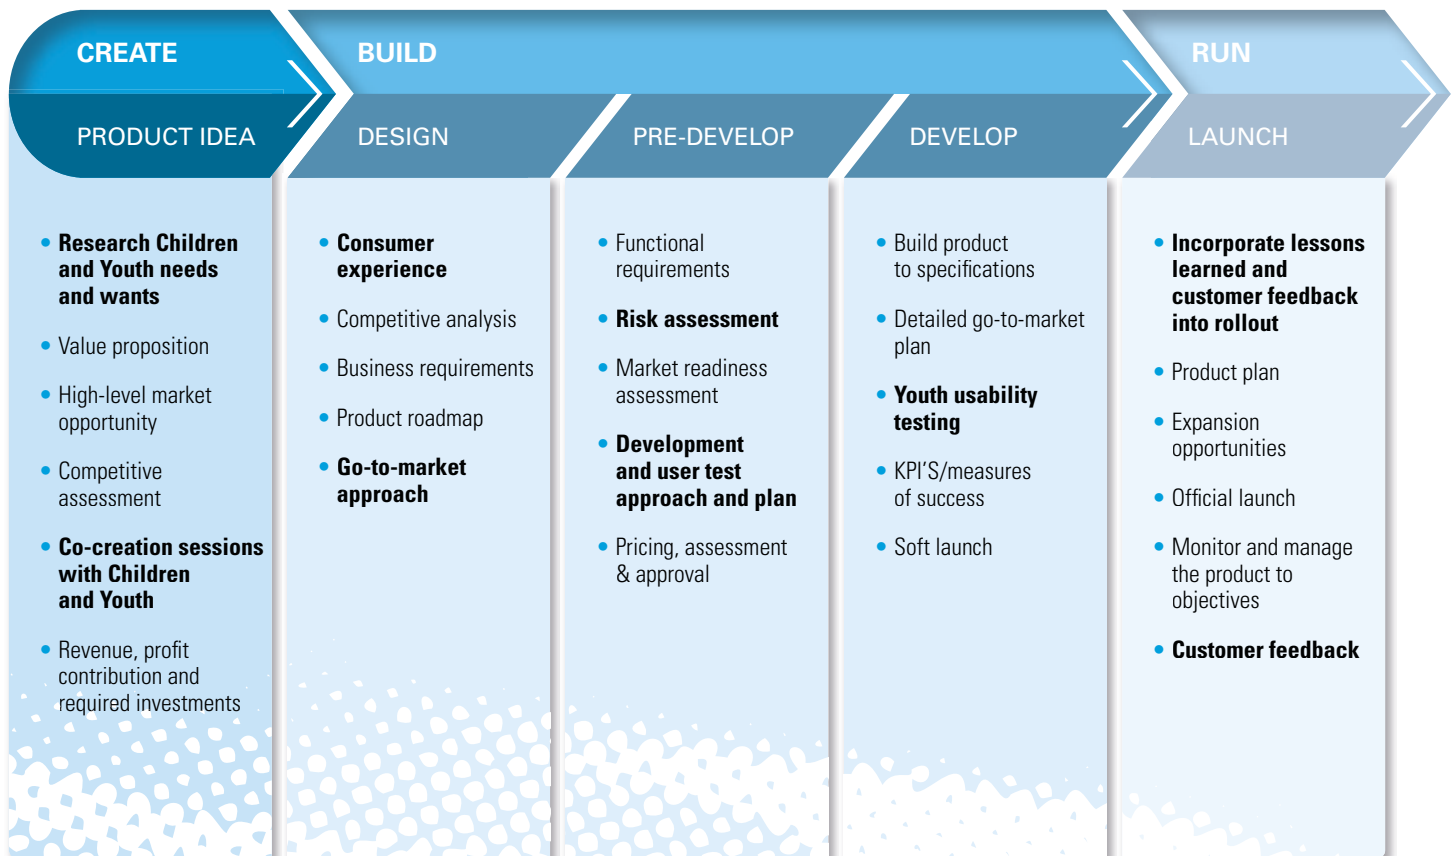 CREATE
BUILD
RUN
PRODUCT IDEA
DESIGN
PRE-DEVELOP
DEVELOP
LAUNCH
• Research Children
and Youth needs
and wants
• Value proposition
• High-level market
opportunity
• Competitive
assessment
• Co-creation sessions
with Children
and Youth
• Revenue, profit
contribution and
required investments
• Consumer
experience
• Competitive analysis
• Business requirements
• Product roadmap
• Go-to-market
approach
• Functional
requirements
• Risk assessment
• Market readiness
assessment
• Development
and user test
approach and plan
• Pricing, assessment
& approval
• Build product
to specifications
• Detailed go-to-market
plan
• Youth usability
testing
• KPI'S/measures
of success
• Soft launch
• Incorporate lessons
learned and
customer feedback
into rollout
• Product plan
• Expansion
opportunities
• Official launch
• Monitor and manage
the product to
objectives
• Customer feedback